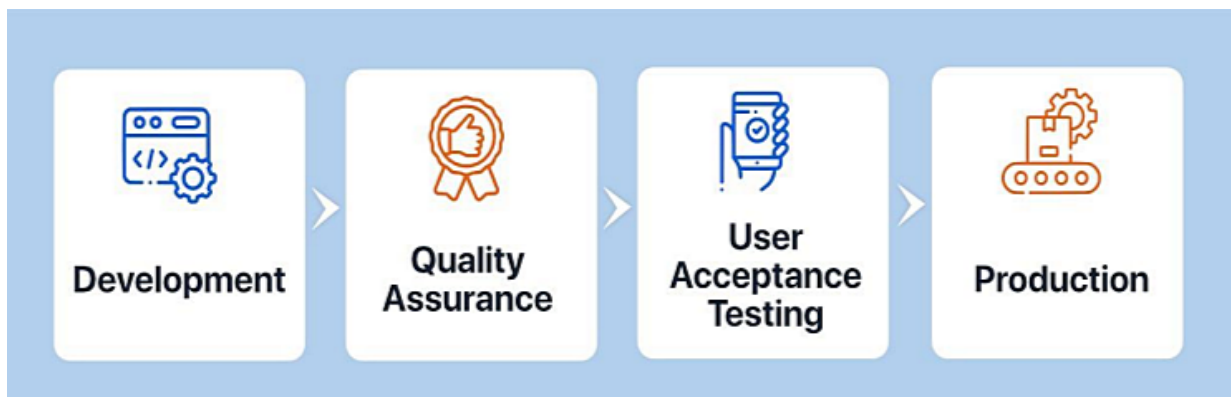 Development
Quality
Assurance
User
Acceptance
Testing
Production